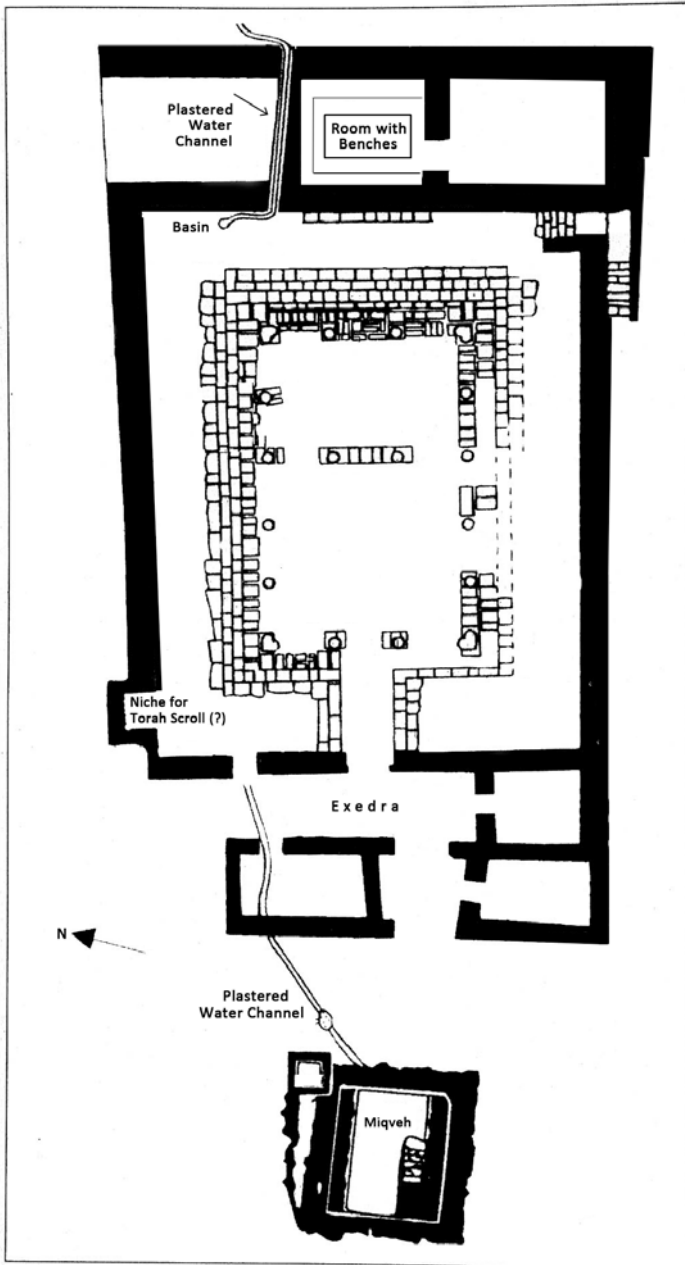 Plastered
Water
Channel
Room with
Benches
Basin
Niche for
Torah Scroll (?)
Exedra
N
Plastered
Water Channel
Miqveh